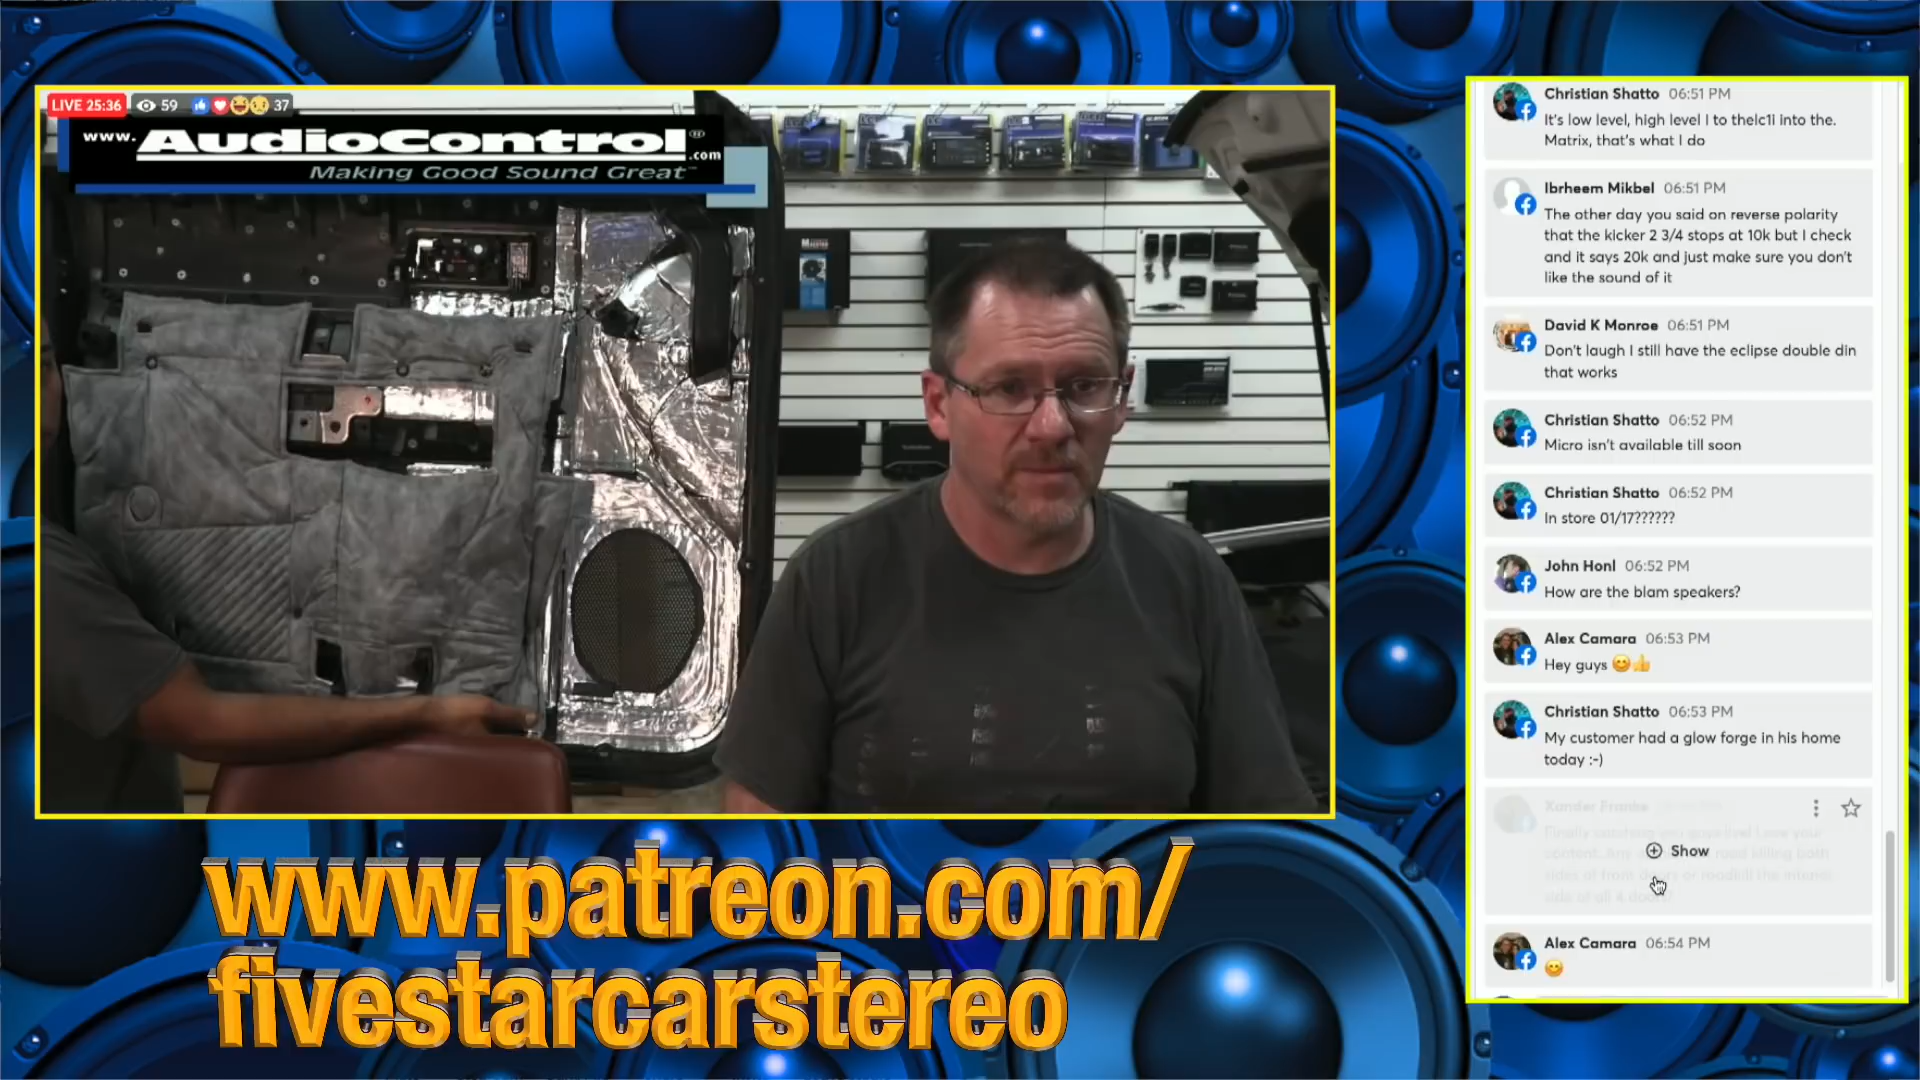 LIVE 25:36 59 37
www.AudioControl®
.com
Making Good Sound Great™
www.patreon.com/
fivestarcarstereo
Christian Shatto 06:51 PM
It's low level, high level I to thelc1i into the.
Matrix, that's what I do
Ibrheem Mikbel 06:51 PM
The other day you said on reverse polarity
that the kicker 2 3/4 stops at 10k but I check
and it says 20k and just make sure you don't
like the sound of it
David K Monroe 06:51 PM
Don't laugh I still have the eclipse double din
that works
Christian Shatto 06:52 PM
Micro isn't available till soon
Christian Shatto 06:52 PM
In store 01/17??????
John Honl 06:52 PM
How are the blam speakers?
Alex Camara 06:53 PM
Hey guys 😊👍
Christian Shatto 06:53 PM
My customer had a glow forge in his home
today :-)
Xander Franke
Show
Alex Camara 06:54 PM
😊